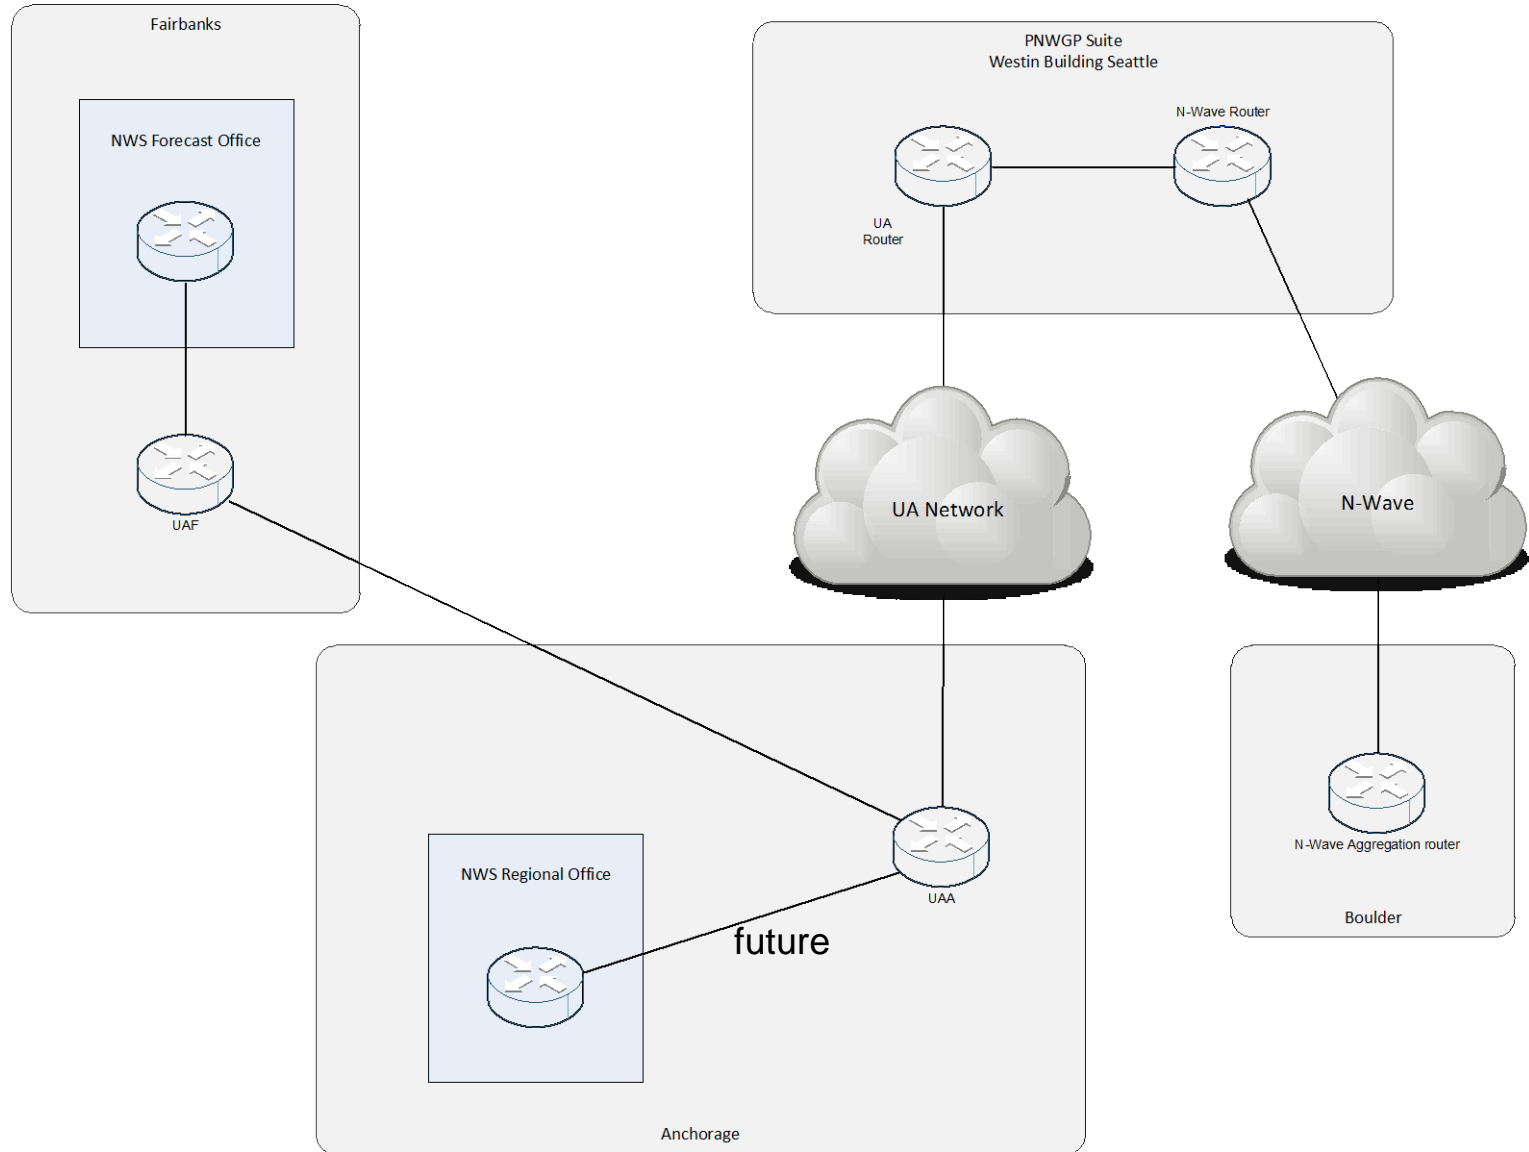 Fairbanks
NWS Forecast Office
UAF
PNWGP Suite
Westin Building Seattle
N-Wave Router
UA
Router
UA Network
N-Wave
NWS Regional Office
future
UAA
Anchorage
N-Wave Aggregation router
Boulder